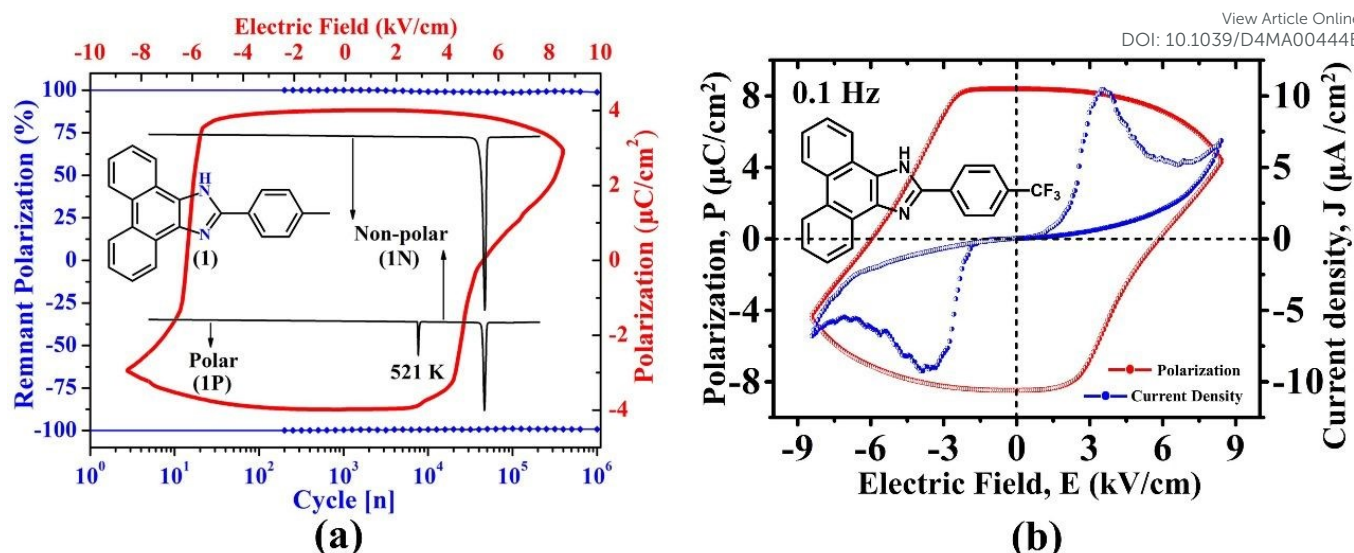 View Article Online
DOI: 10.1039/D4MA00444B
Electric Field (kV/cm)
-10 -8 -6 -4 -2 0 2 4 6 8 10
Remnant Polarization (%)
100
75
50
25
0
-25
-50
-75
-100
Polarization (μC/cm²)
4
2
0
-2
-4
H
N
N
(1)
Non-polar
(1N)
Polar
(1P)
521 K
10⁰ 10¹ 10² 10³ 10⁴ 10⁵ 10⁶
Cycle [n]
(a)
0.1 Hz
Polarization, P (μC/cm²)
8
4
0
-4
-8
Current density, J (μA /cm²)
10
5
0
-5
-10
H
N
N
CF₃
Polarization
Current Density
-9 -6 -3 0 3 6 9
Electric Field, E (kV/cm)
(b)